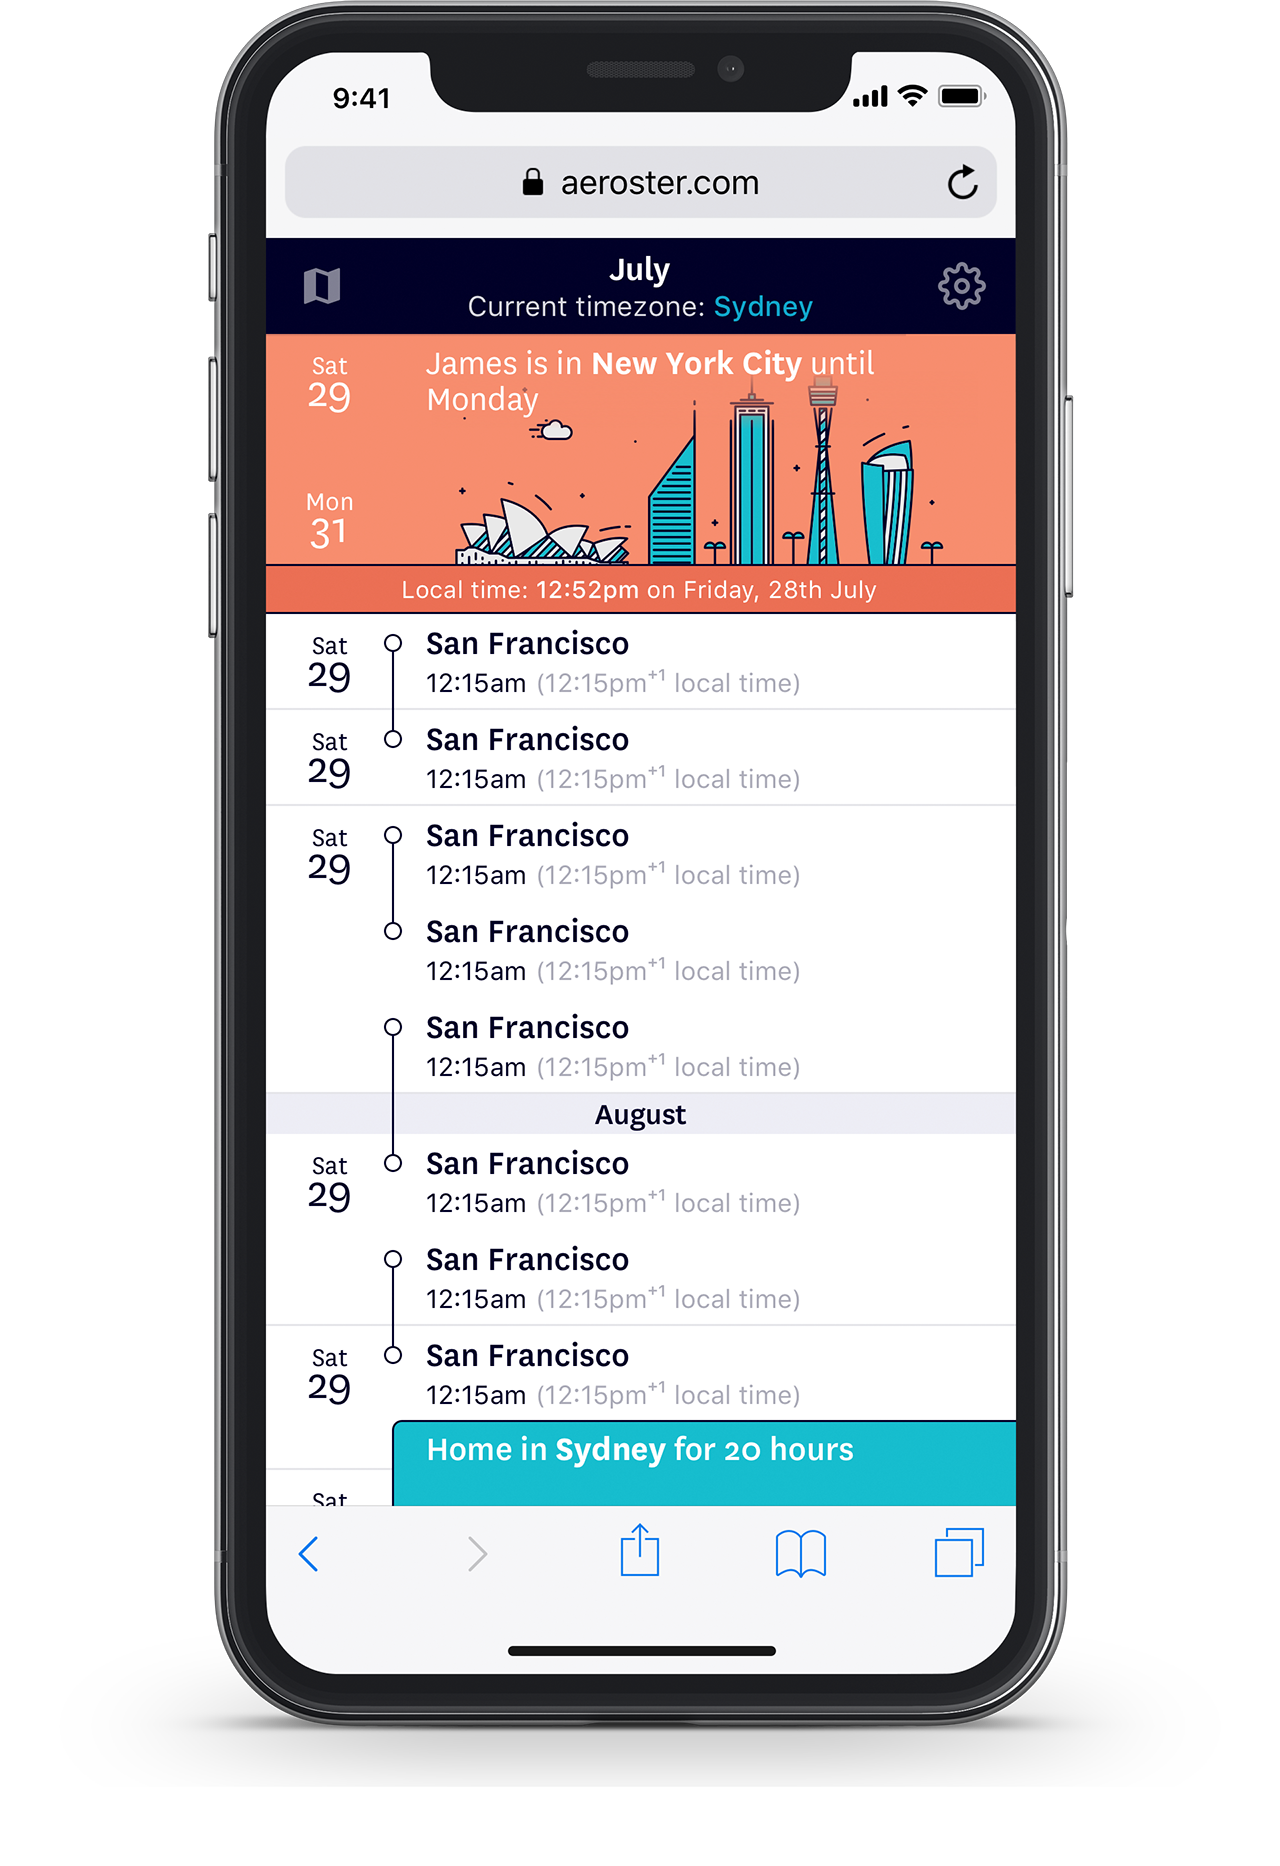 9:41
aeroster.com
July
Current timezone: Sydney
Sat
29
James is in New York City until
Monday
Mon
31
Local time: 12:52pm on Friday, 28th July
Sat
29
San Francisco
12:15am (12:15pm+1 local time)
Sat
29
San Francisco
12:15am (12:15pm+1 local time)
Sat
29
San Francisco
12:15am (12:15pm+1 local time)
San Francisco
12:15am (12:15pm+1 local time)
San Francisco
12:15am (12:15pm+1 local time)
August
Sat
29
San Francisco
12:15am (12:15pm+1 local time)
San Francisco
12:15am (12:15pm+1 local time)
Sat
29
San Francisco
12:15am (12:15pm+1 local time)
Home in Sydney for 20 hours
Sat